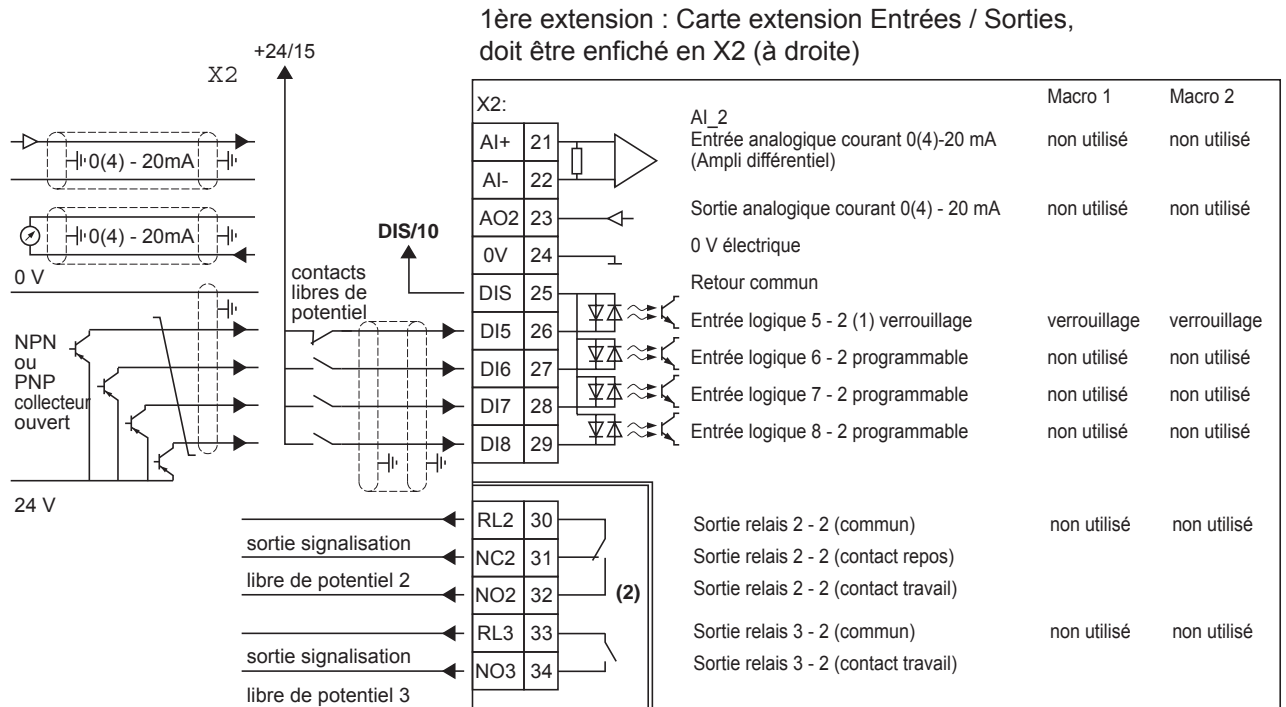 1ère extension : Carte extension Entrées / Sorties,
doit être enfiché en X2 (à droite)
+24/15
X2
0(4) - 20mA
0(4) - 20mA
0 V
NPN
ou
PNP
collecteur
ouvert
24 V
contacts
libres de
potentiel
DIS/10
X2:
Macro 1 Macro 2
AI_2
AI+ 21 Entrée analogique courant 0(4)-20 mA non utilisé non utilisé
(Ampli différentiel)
AI- 22
AO2 23 Sortie analogique courant 0(4) - 20 mA non utilisé non utilisé
0V 24 0 V électrique
DIS 25 Retour commun
DI5 26 Entrée logique 5 - 2 (1) verrouillage verrouillage verrouillage
DI6 27 Entrée logique 6 - 2 programmable non utilisé non utilisé
DI7 28 Entrée logique 7 - 2 programmable non utilisé non utilisé
DI8 29 Entrée logique 8 - 2 programmable non utilisé non utilisé
RL2 30 Sortie relais 2 - 2 (commun) non utilisé non utilisé
sortie signalisation
NC2 31 Sortie relais 2 - 2 (contact repos)
libre de potentiel 2
NO2 32 (2) Sortie relais 2 - 2 (contact travail)
RL3 33 Sortie relais 3 - 2 (commun) non utilisé non utilisé
sortie signalisation
NO3 34 Sortie relais 3 - 2 (contact travail)
libre de potentiel 3